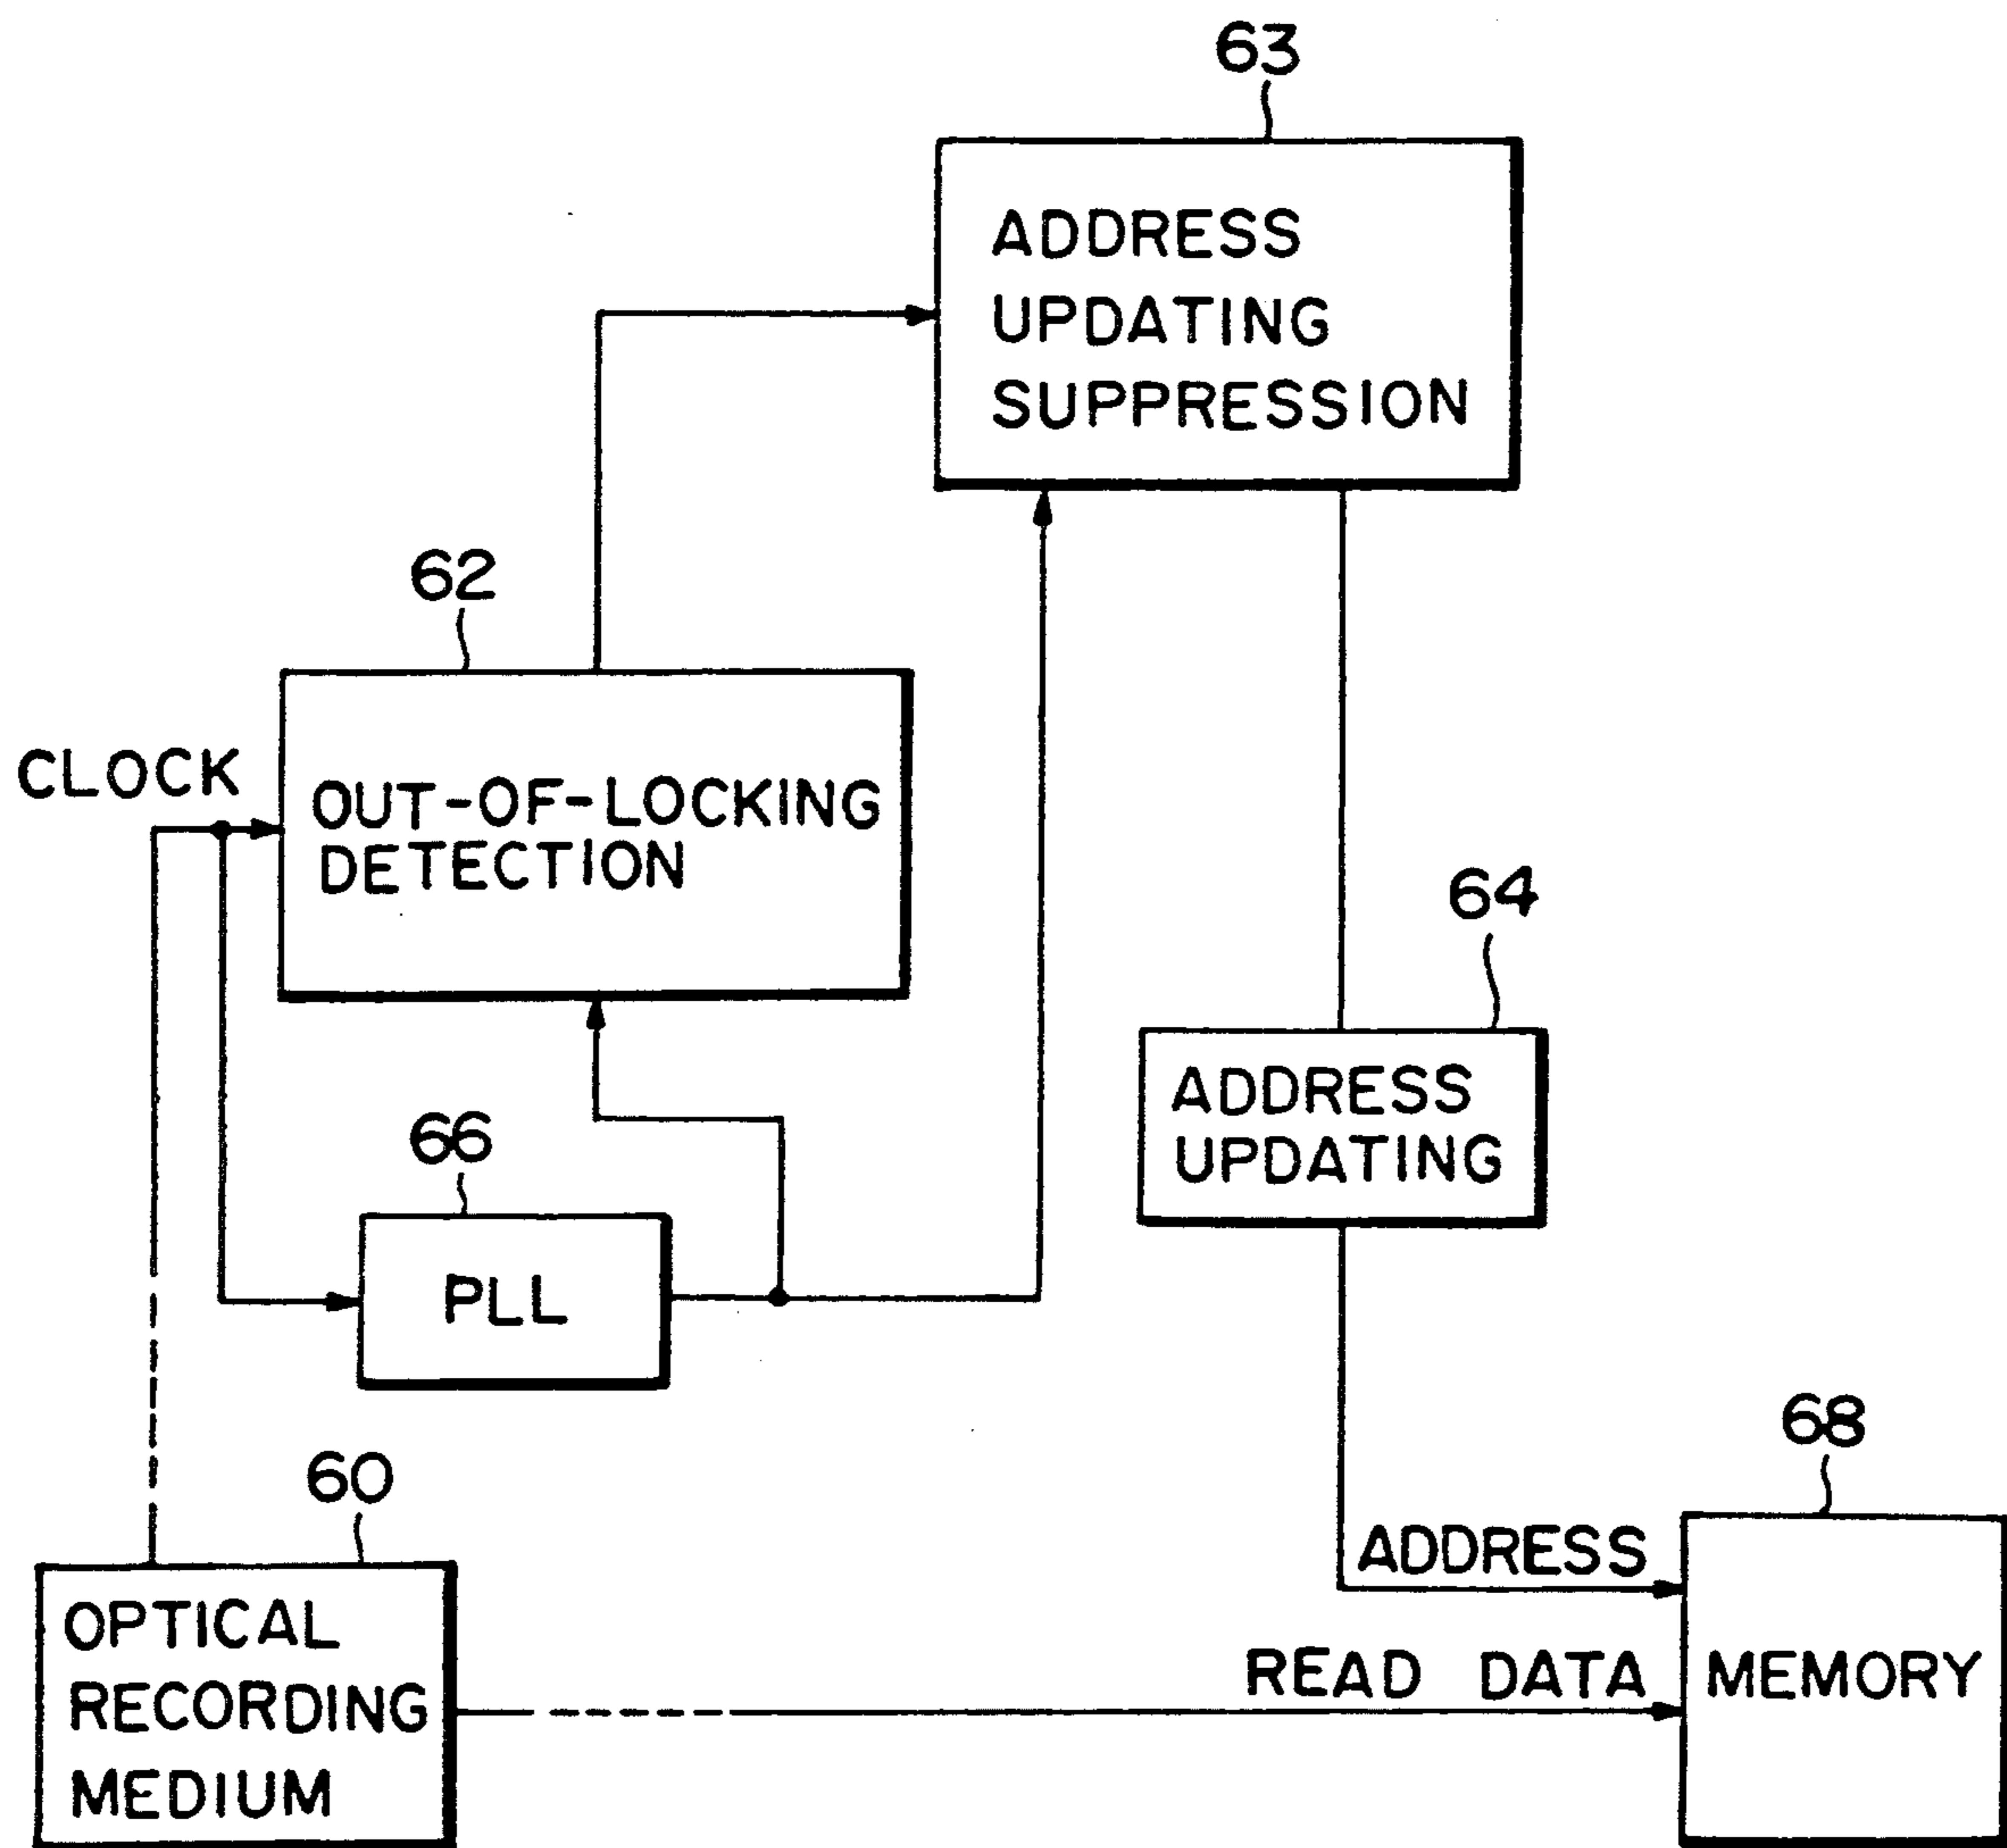 63
ADDRESS
UPDATING
SUPPRESSION
62
CLOCK
OUT-OF-LOCKING
DETECTION
64
ADDRESS
UPDATING
66
PLL
68
60
ADDRESS
OPTICAL
RECORDING
MEDIUM
READ DATA
MEMORY